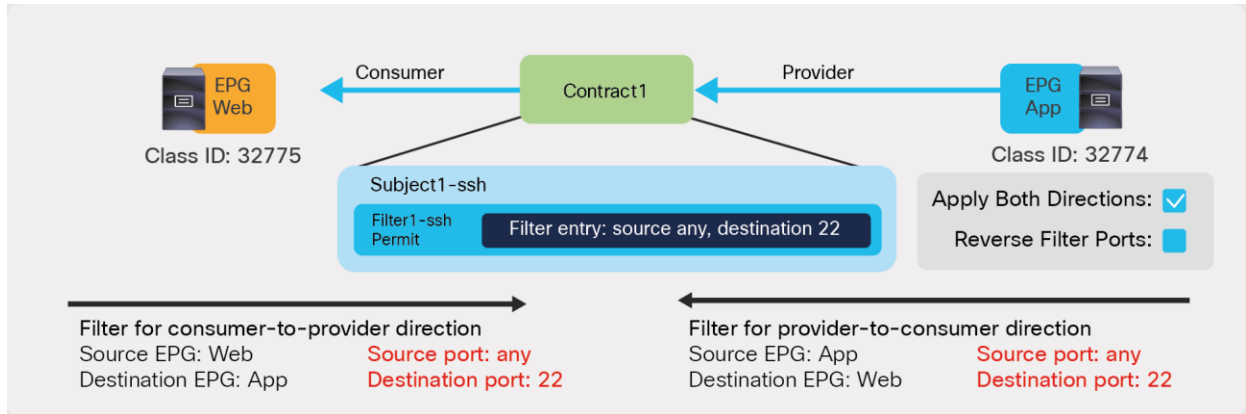 Consumer
Provider
EPG
Web
Contract1
EPG
App
Class ID: 32775
Class ID: 32774
Subject1-ssh
Filter1-ssh
Permit
Filter entry: source any, destination 22
Apply Both Directions:
Reverse Filter Ports:
Filter for consumer-to-provider direction
Source EPG: Web Source port: any
Destination EPG: App Destination port: 22
Filter for provider-to-consumer direction
Source EPG: App Source port: any
Destination EPG: Web Destination port: 22